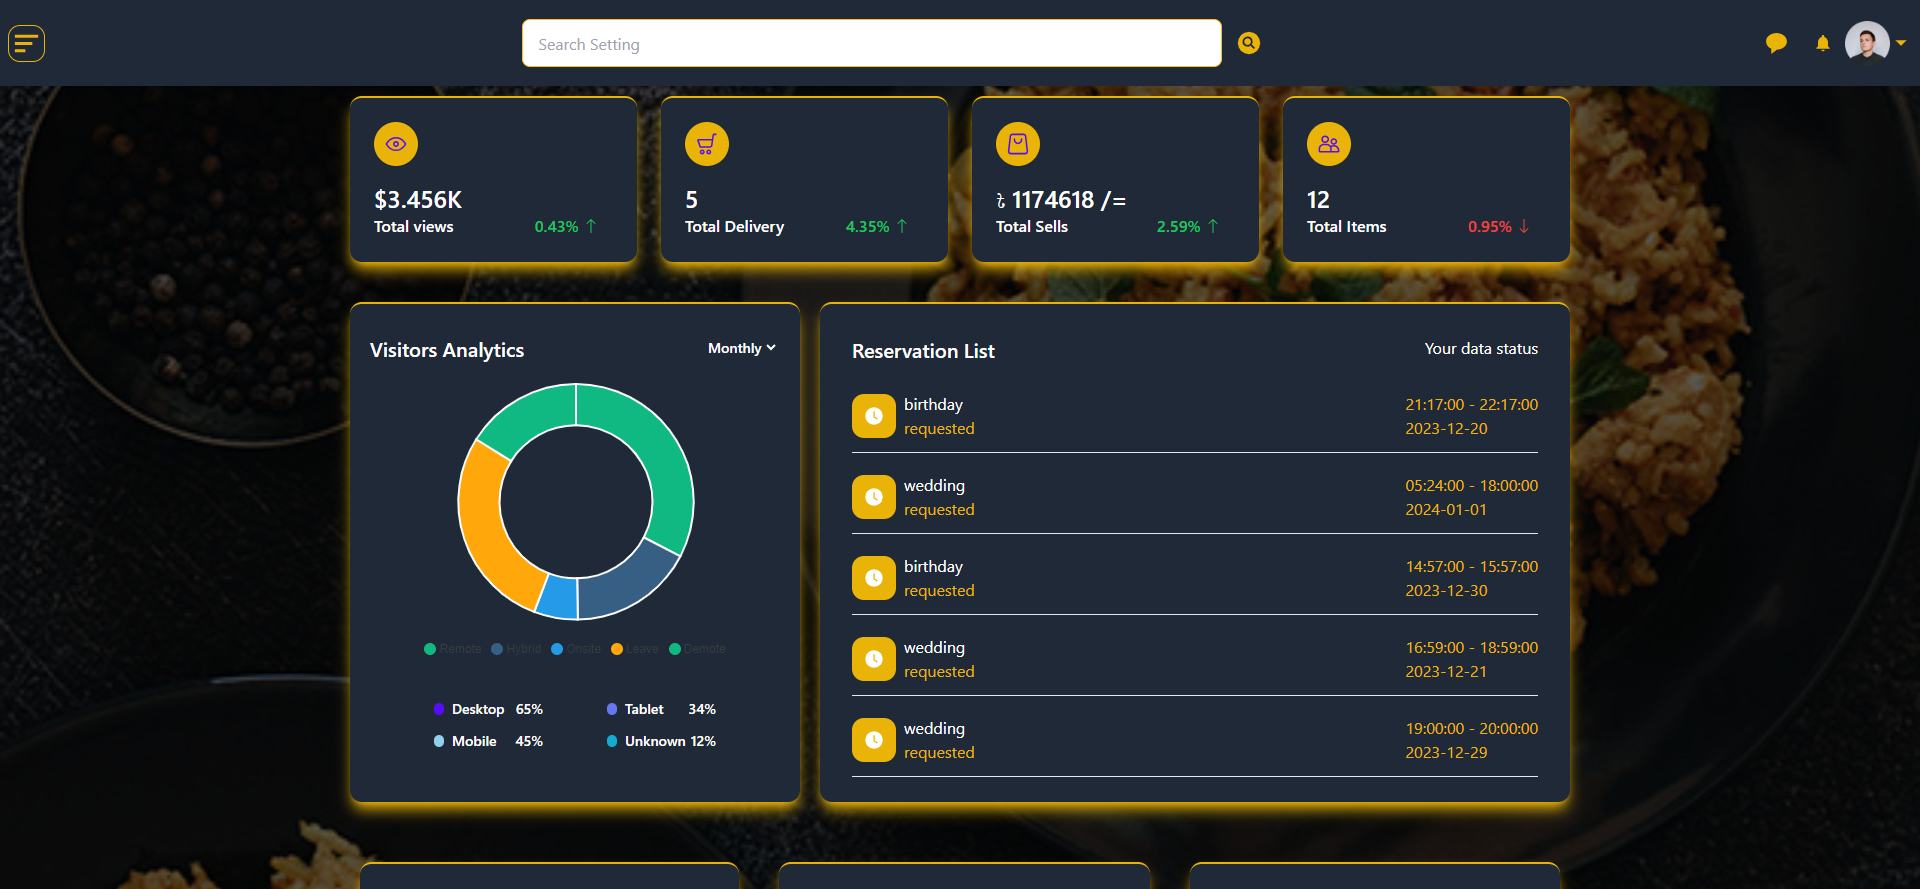 Search Setting
$3.456K
Total views 0.43%
5
Total Delivery 4.35%
৳ 1174618 /=
Total Sells 2.59%
12
Total Items 0.95%
Visitors Analytics Monthly
Remote Hybrid Onsite Leave Demote
Desktop 65% Tablet 34%
Mobile 45% Unknown 12%
Reservation List Your data status
birthday 21:17:00 - 22:17:00
requested 2023-12-20
wedding 05:24:00 - 18:00:00
requested 2024-01-01
birthday 14:57:00 - 15:57:00
requested 2023-12-30
wedding 16:59:00 - 18:59:00
requested 2023-12-21
wedding 19:00:00 - 20:00:00
requested 2023-12-29